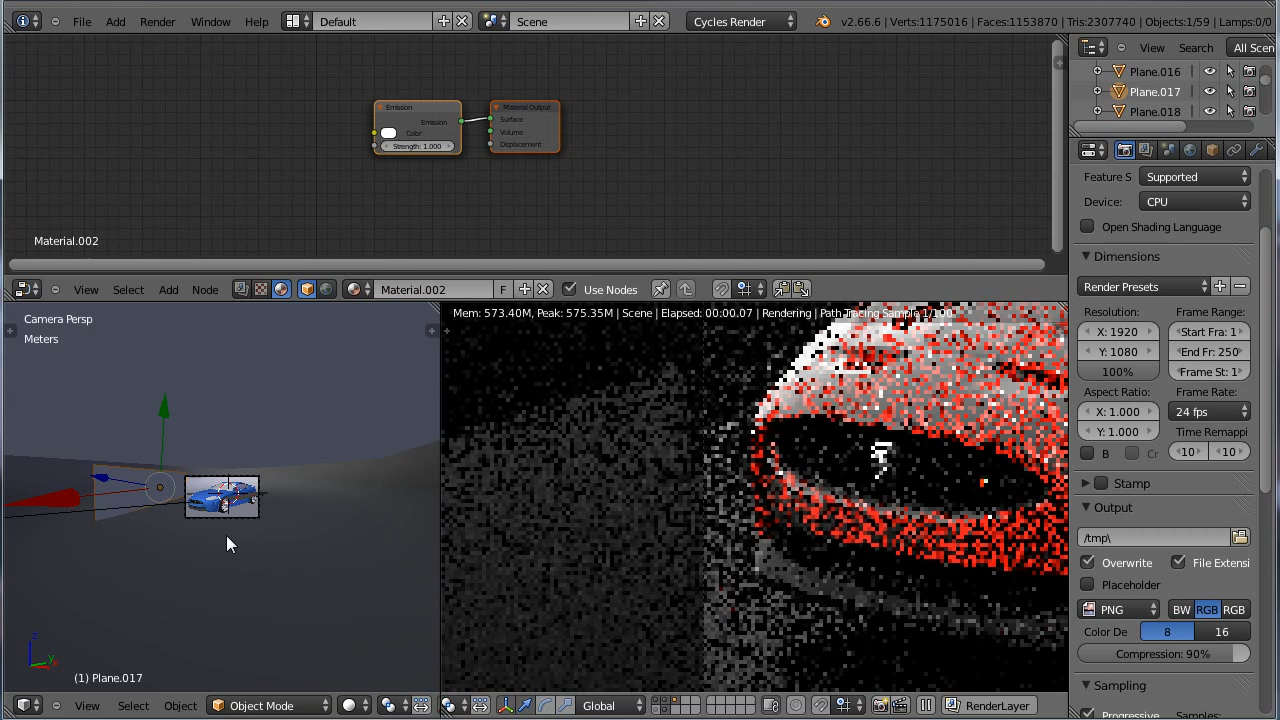 File Add Render Window Help Default Scene Cycles Render v2.66.6 | Verts:1175016 | Faces:1153870 | Tris:2307740 | Objects:1/59 | Lamps:0/0
View Search All Scen
Plane.016
Plane.017
Plane.018
Emission
Emission
Color
Strength: 1.000
Material Output
Surface
Volume
Displacement
Material.002
View Select Add Node Material.002 F Use Nodes
Camera Persp
Meters
(1) Plane.017
View Select Object Object Mode
Mem: 573.40M, Peak: 575.35M | Scene | Elapsed: 00:00.07 | Rendering | Path Tracing Sample 1/100
Global RenderLayer
Feature S Supported
Device: CPU
Open Shading Language
Dimensions
Render Presets
Resolution: Frame Range:
X: 1920 Start Fra: 1
Y: 1080 End Fr: 250
100% Frame St: 1
Aspect Ratio: Frame Rate:
X: 1.000 24 fps
Y: 1.000 Time Remappi
B Cr 10 10
Stamp
Output
/tmp\
Overwrite File Extensi
Placeholder
PNG BW RGB RGB
Color De 8 16
Compression: 90%
Sampling
Progressive Samples: